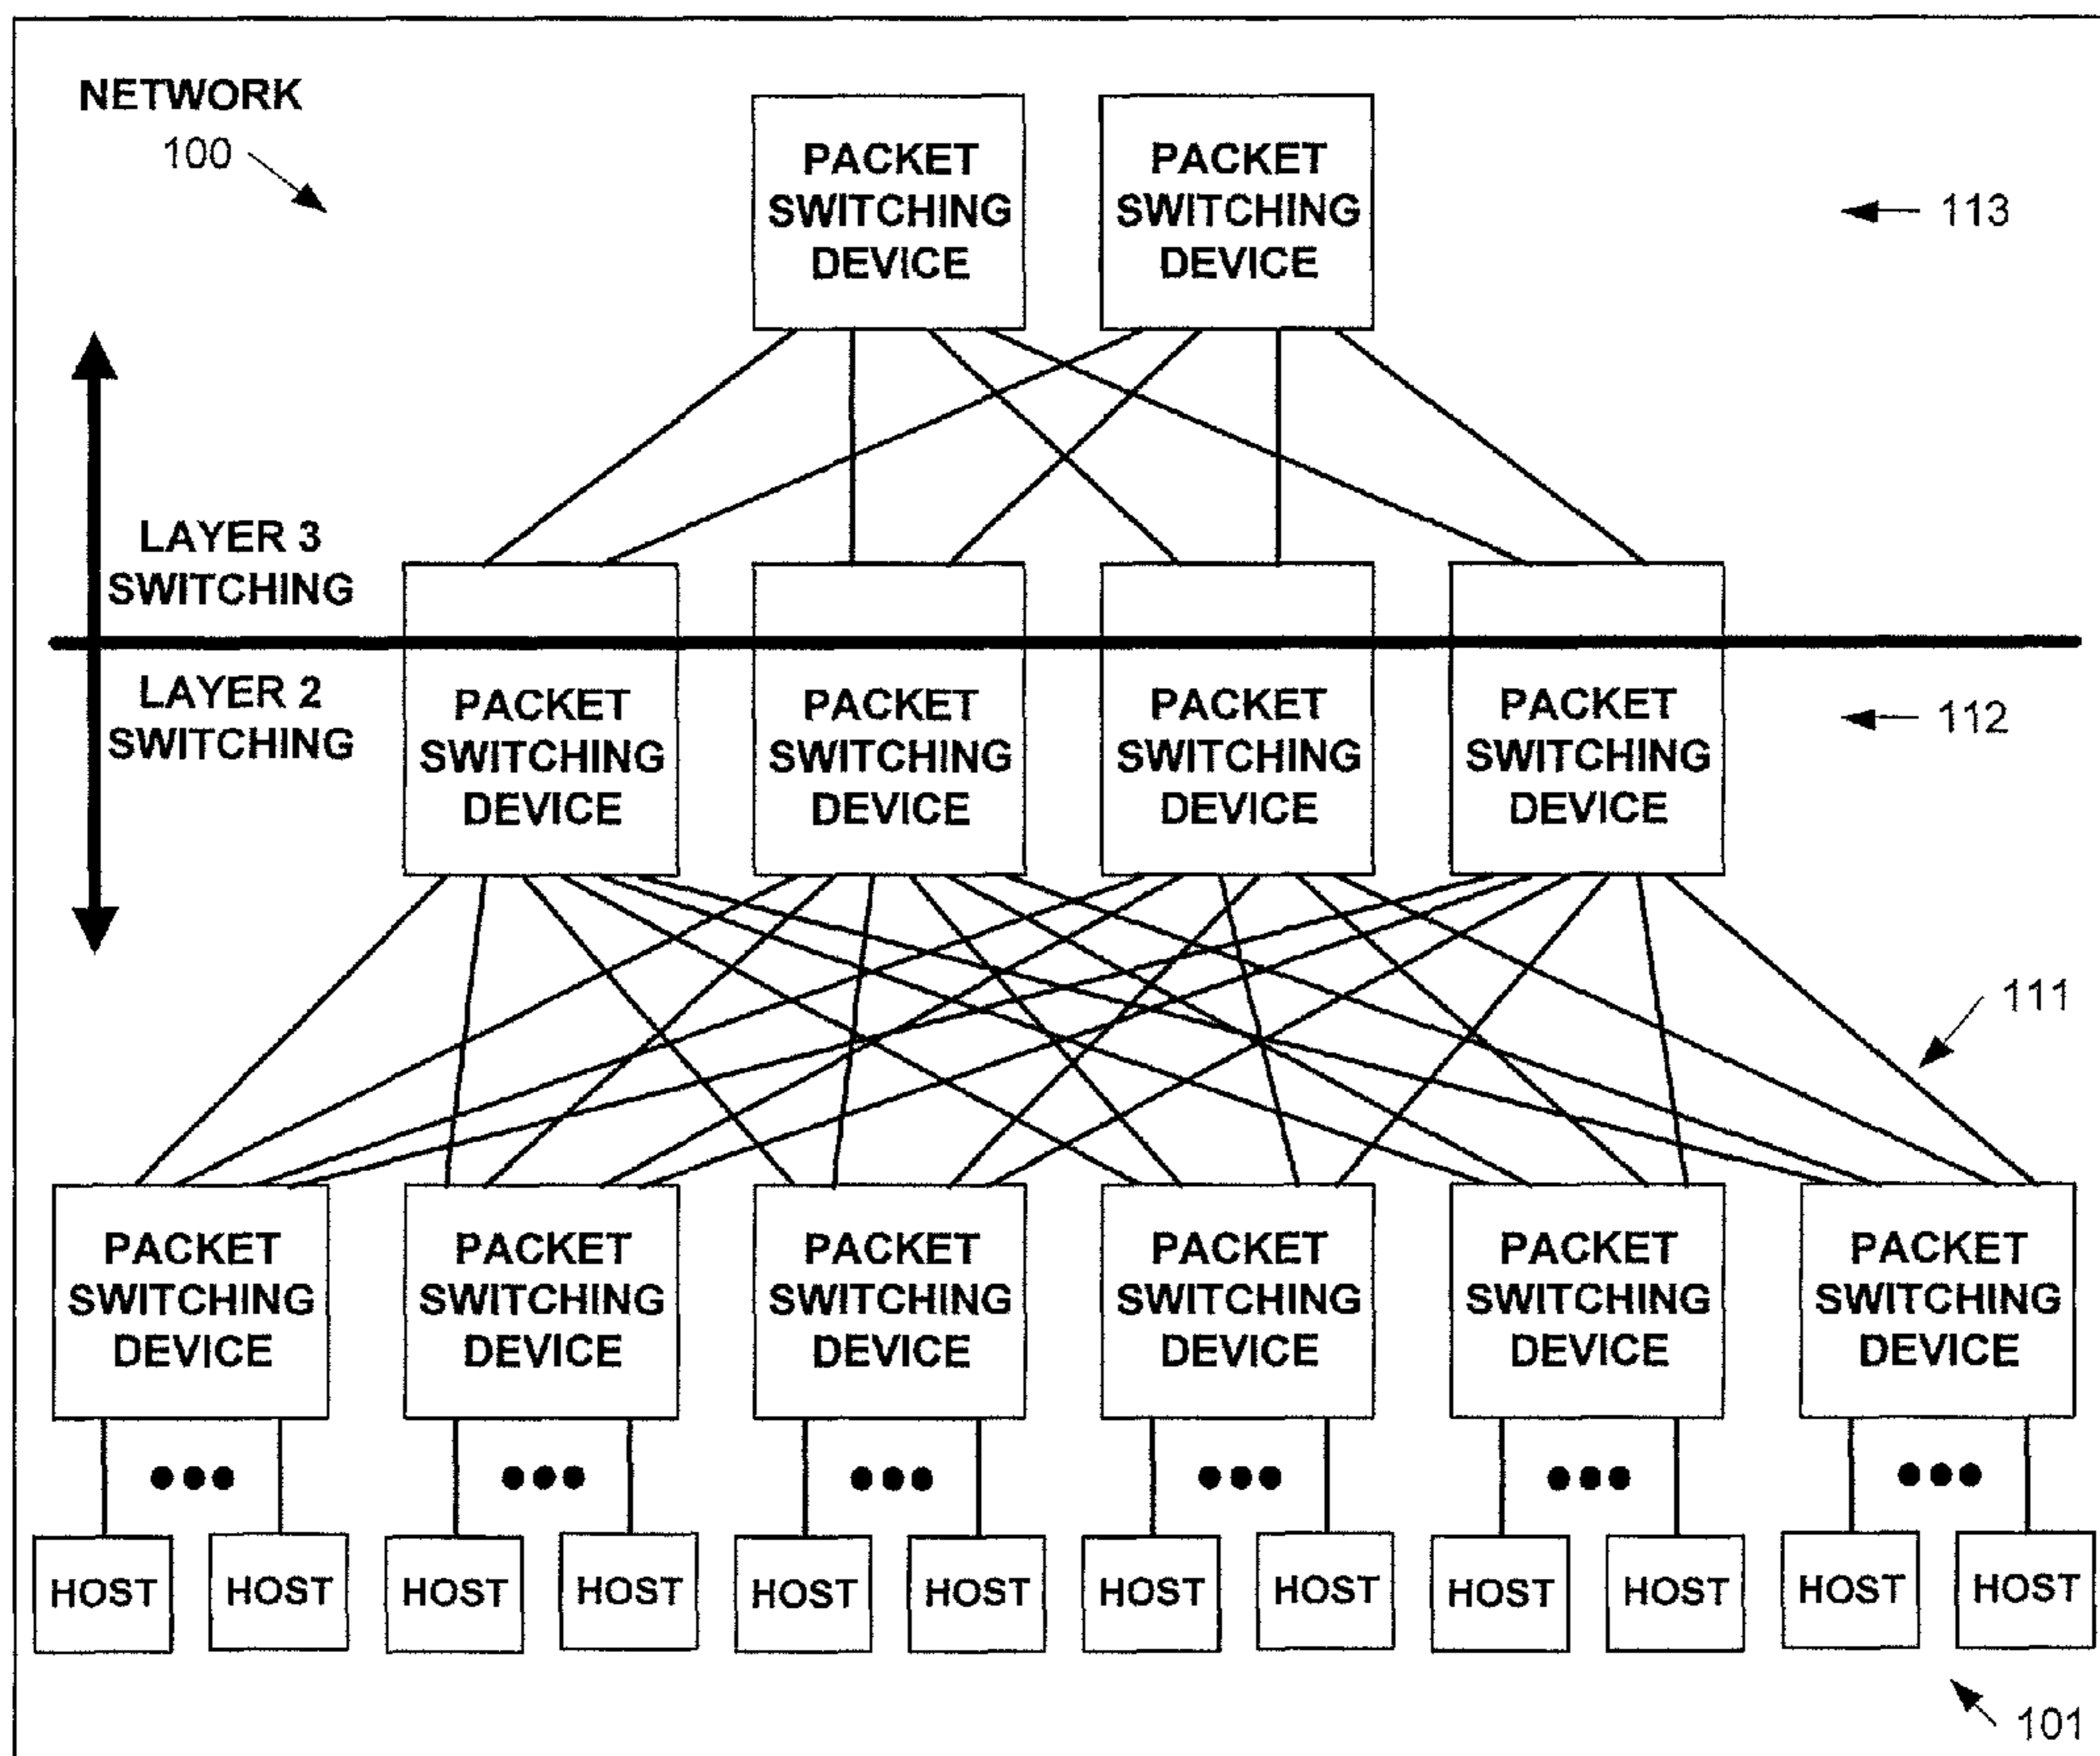 NETWORK
100
PACKET
SWITCHING
DEVICE
PACKET
SWITCHING
DEVICE
113
LAYER 3
SWITCHING
LAYER 2
SWITCHING
PACKET
SWITCHING
DEVICE
PACKET
SWITCHING
DEVICE
PACKET
SWITCHING
DEVICE
PACKET
SWITCHING
DEVICE
112
111
PACKET
SWITCHING
DEVICE
PACKET
SWITCHING
DEVICE
PACKET
SWITCHING
DEVICE
PACKET
SWITCHING
DEVICE
PACKET
SWITCHING
DEVICE
PACKET
SWITCHING
DEVICE
HOST
HOST
HOST
HOST
HOST
HOST
HOST
HOST
HOST
HOST
HOST
HOST
101